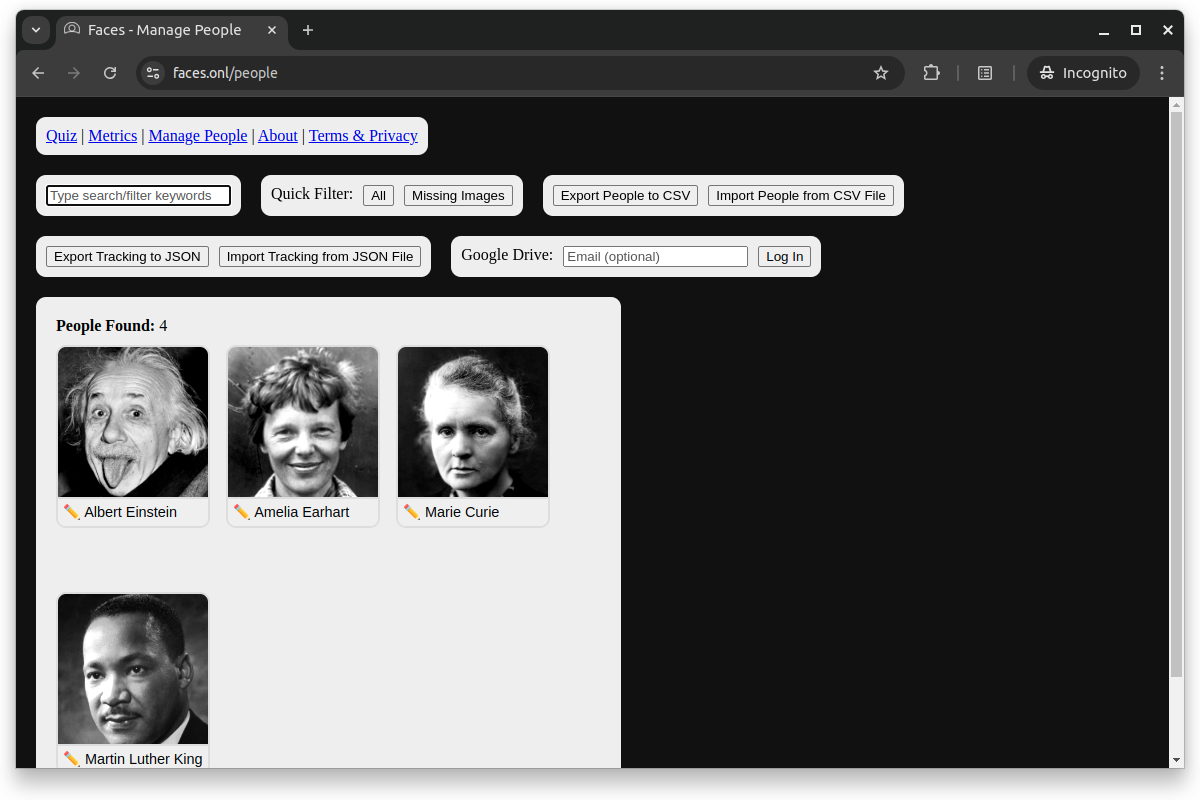 Faces - Manage People
faces.onl/people
Incognito
Quiz | Metrics | Manage People | About | Terms & Privacy
Type search/filter keywords Quick Filter: All Missing Images Export People to CSV Import People from CSV File
Export Tracking to JSON Import Tracking from JSON File Google Drive: Email (optional) Log In
People Found: 4
✏️ Albert Einstein ✏️ Amelia Earhart ✏️ Marie Curie
✏️ Martin Luther King